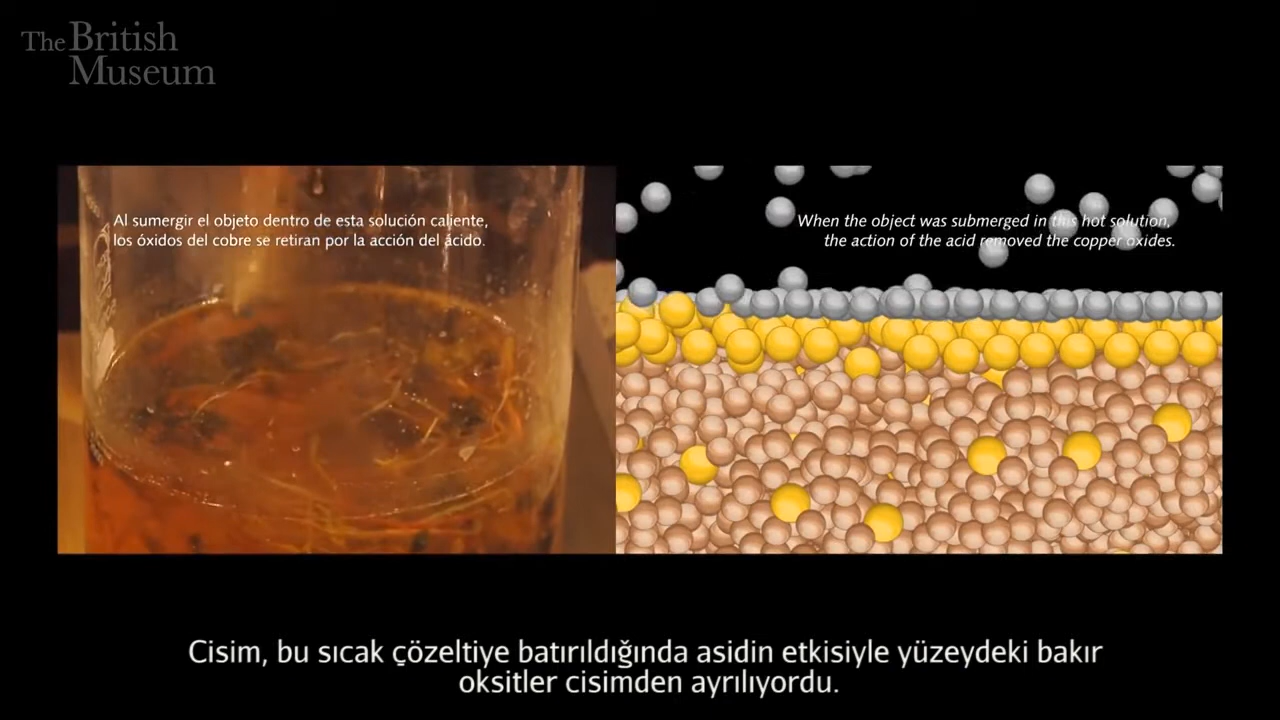 The British
Museum
Al sumergir el objeto dentro de esta solución caliente,
los óxidos del cobre se retiran por la acción del ácido.
When the object was submerged in this hot solution,
the action of the acid removed the copper oxides.
Cisim, bu sıcak çözeltiye batırıldığında asidin etkisiyle yüzeydeki bakır
oksitler cisimden ayrılıyordu.